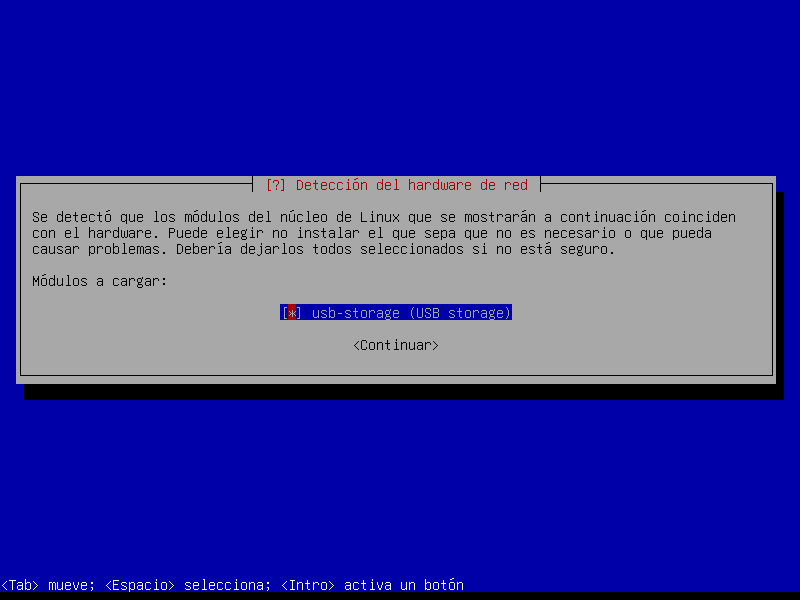 [?] Detección del hardware de red
Se detectó que los módulos del núcleo de Linux que se mostrarán a continuación coinciden
con el hardware. Puede elegir no instalar el que sepa que no es necesario o que pueda
causar problemas. Debería dejarlos todos seleccionados si no está seguro.
Módulos a cargar:
[*] usb-storage (USB storage)
<Continuar>
<Tab> mueve; <Espacio> selecciona; <Intro> activa un botón